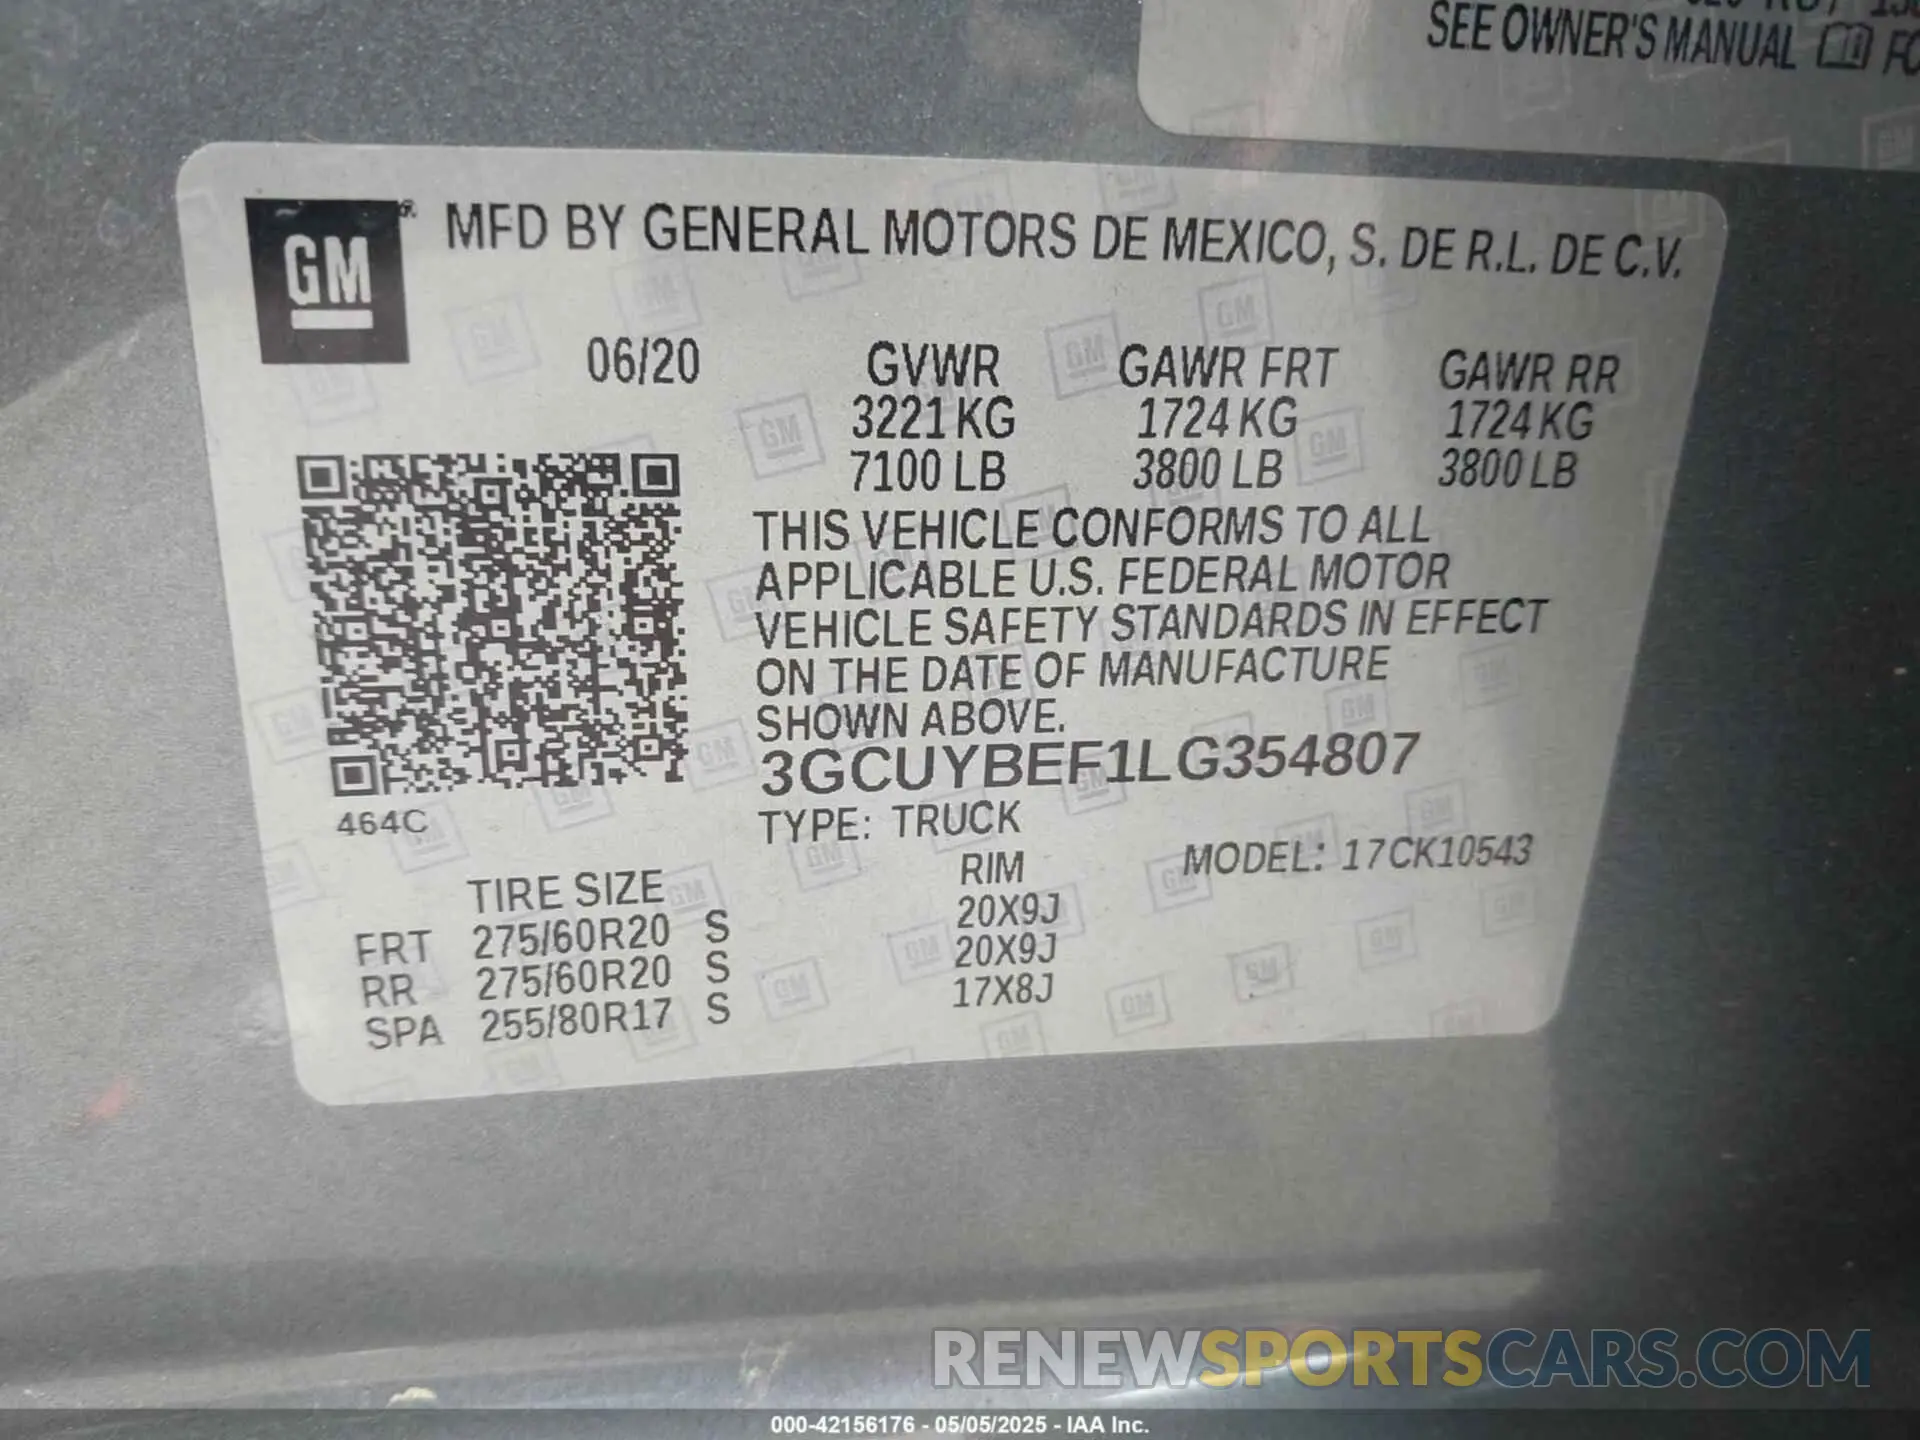 SEE OWNER'S MANUAL
GM
MFD BY GENERAL MOTORS DE MEXICO, S. DE R.L. DE C.V.
06/20 GVWR GAWR FRT GAWR RR
3221 KG 1724 KG 1724 KG
7100 LB 3800 LB 3800 LB
THIS VEHICLE CONFORMS TO ALL
APPLICABLE U.S. FEDERAL MOTOR
VEHICLE SAFETY STANDARDS IN EFFECT
ON THE DATE OF MANUFACTURE
SHOWN ABOVE.
3GCUYBEF1LG354807
464C
TYPE: TRUCK
MODEL: 17CK10543
TIRE SIZE RIM
FRT 275/60R20 S 20X9J
RR 275/60R20 S 20X9J
SPA 255/80R17 S 17X8J
RENEWSPORTSCARS.COM
000-42156176 - 05/05/2025 - IAA Inc.